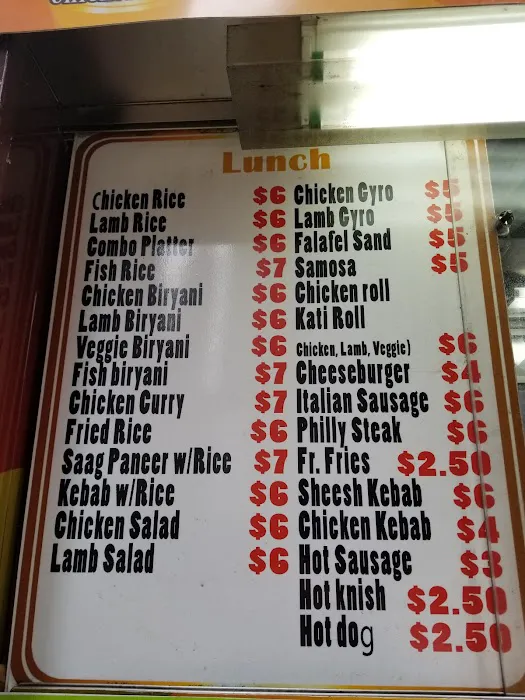 Lunch
Chicken Rice $6
Lamb Rice $6
Combo Platter $6
Fish Rice $7
Chicken Biryani $6
Lamb Biryani $6
Veggie Biryani $6
Fish biryani $7
Chicken Curry $7
Fried Rice $6
Saag Paneer w/Rice $7
Kebab w/Rice $6
Chicken Salad $6
Lamb Salad $6
Chicken Gyro $5
Lamb Gyro $5
Falafel Sand $5
Samosa $5
Chicken roll
Kati Roll
Chicken, Lamb, Veggie) $6
Cheeseburger $4
Italian Sausage $6
Philly Steak $6
Fr. Fries $2.50
Sheesh Kebab $6
Chicken Kebab $4
Hot Sausage $3
Hot knish $2.50
Hot dog $2.50